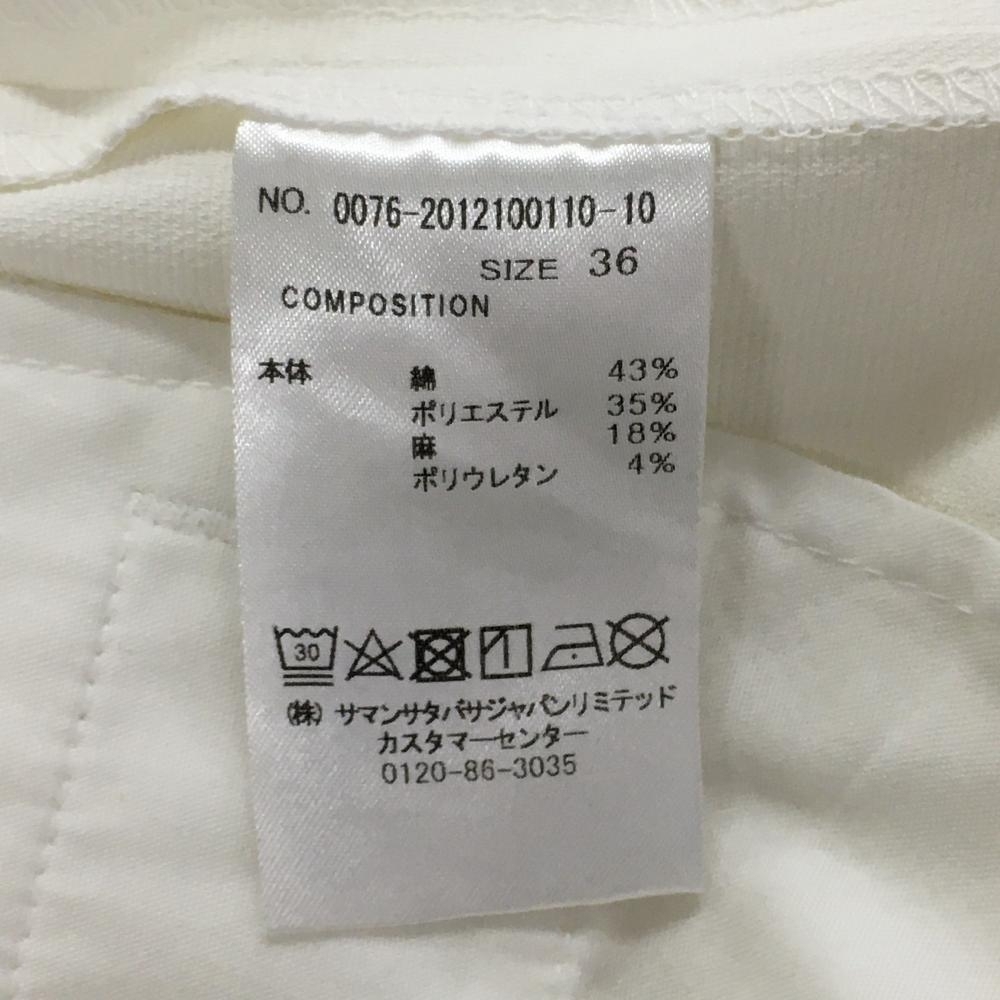 NO. 0076-2012100110-10
SIZE 36
COMPOSITION
本体 綿 43%
ポリエステル 35%
麻 18%
ポリウレタン 4%
30 1
(株) サマンサタバサジャパンリミテッド
カスタマーセンター
0120-86-3035